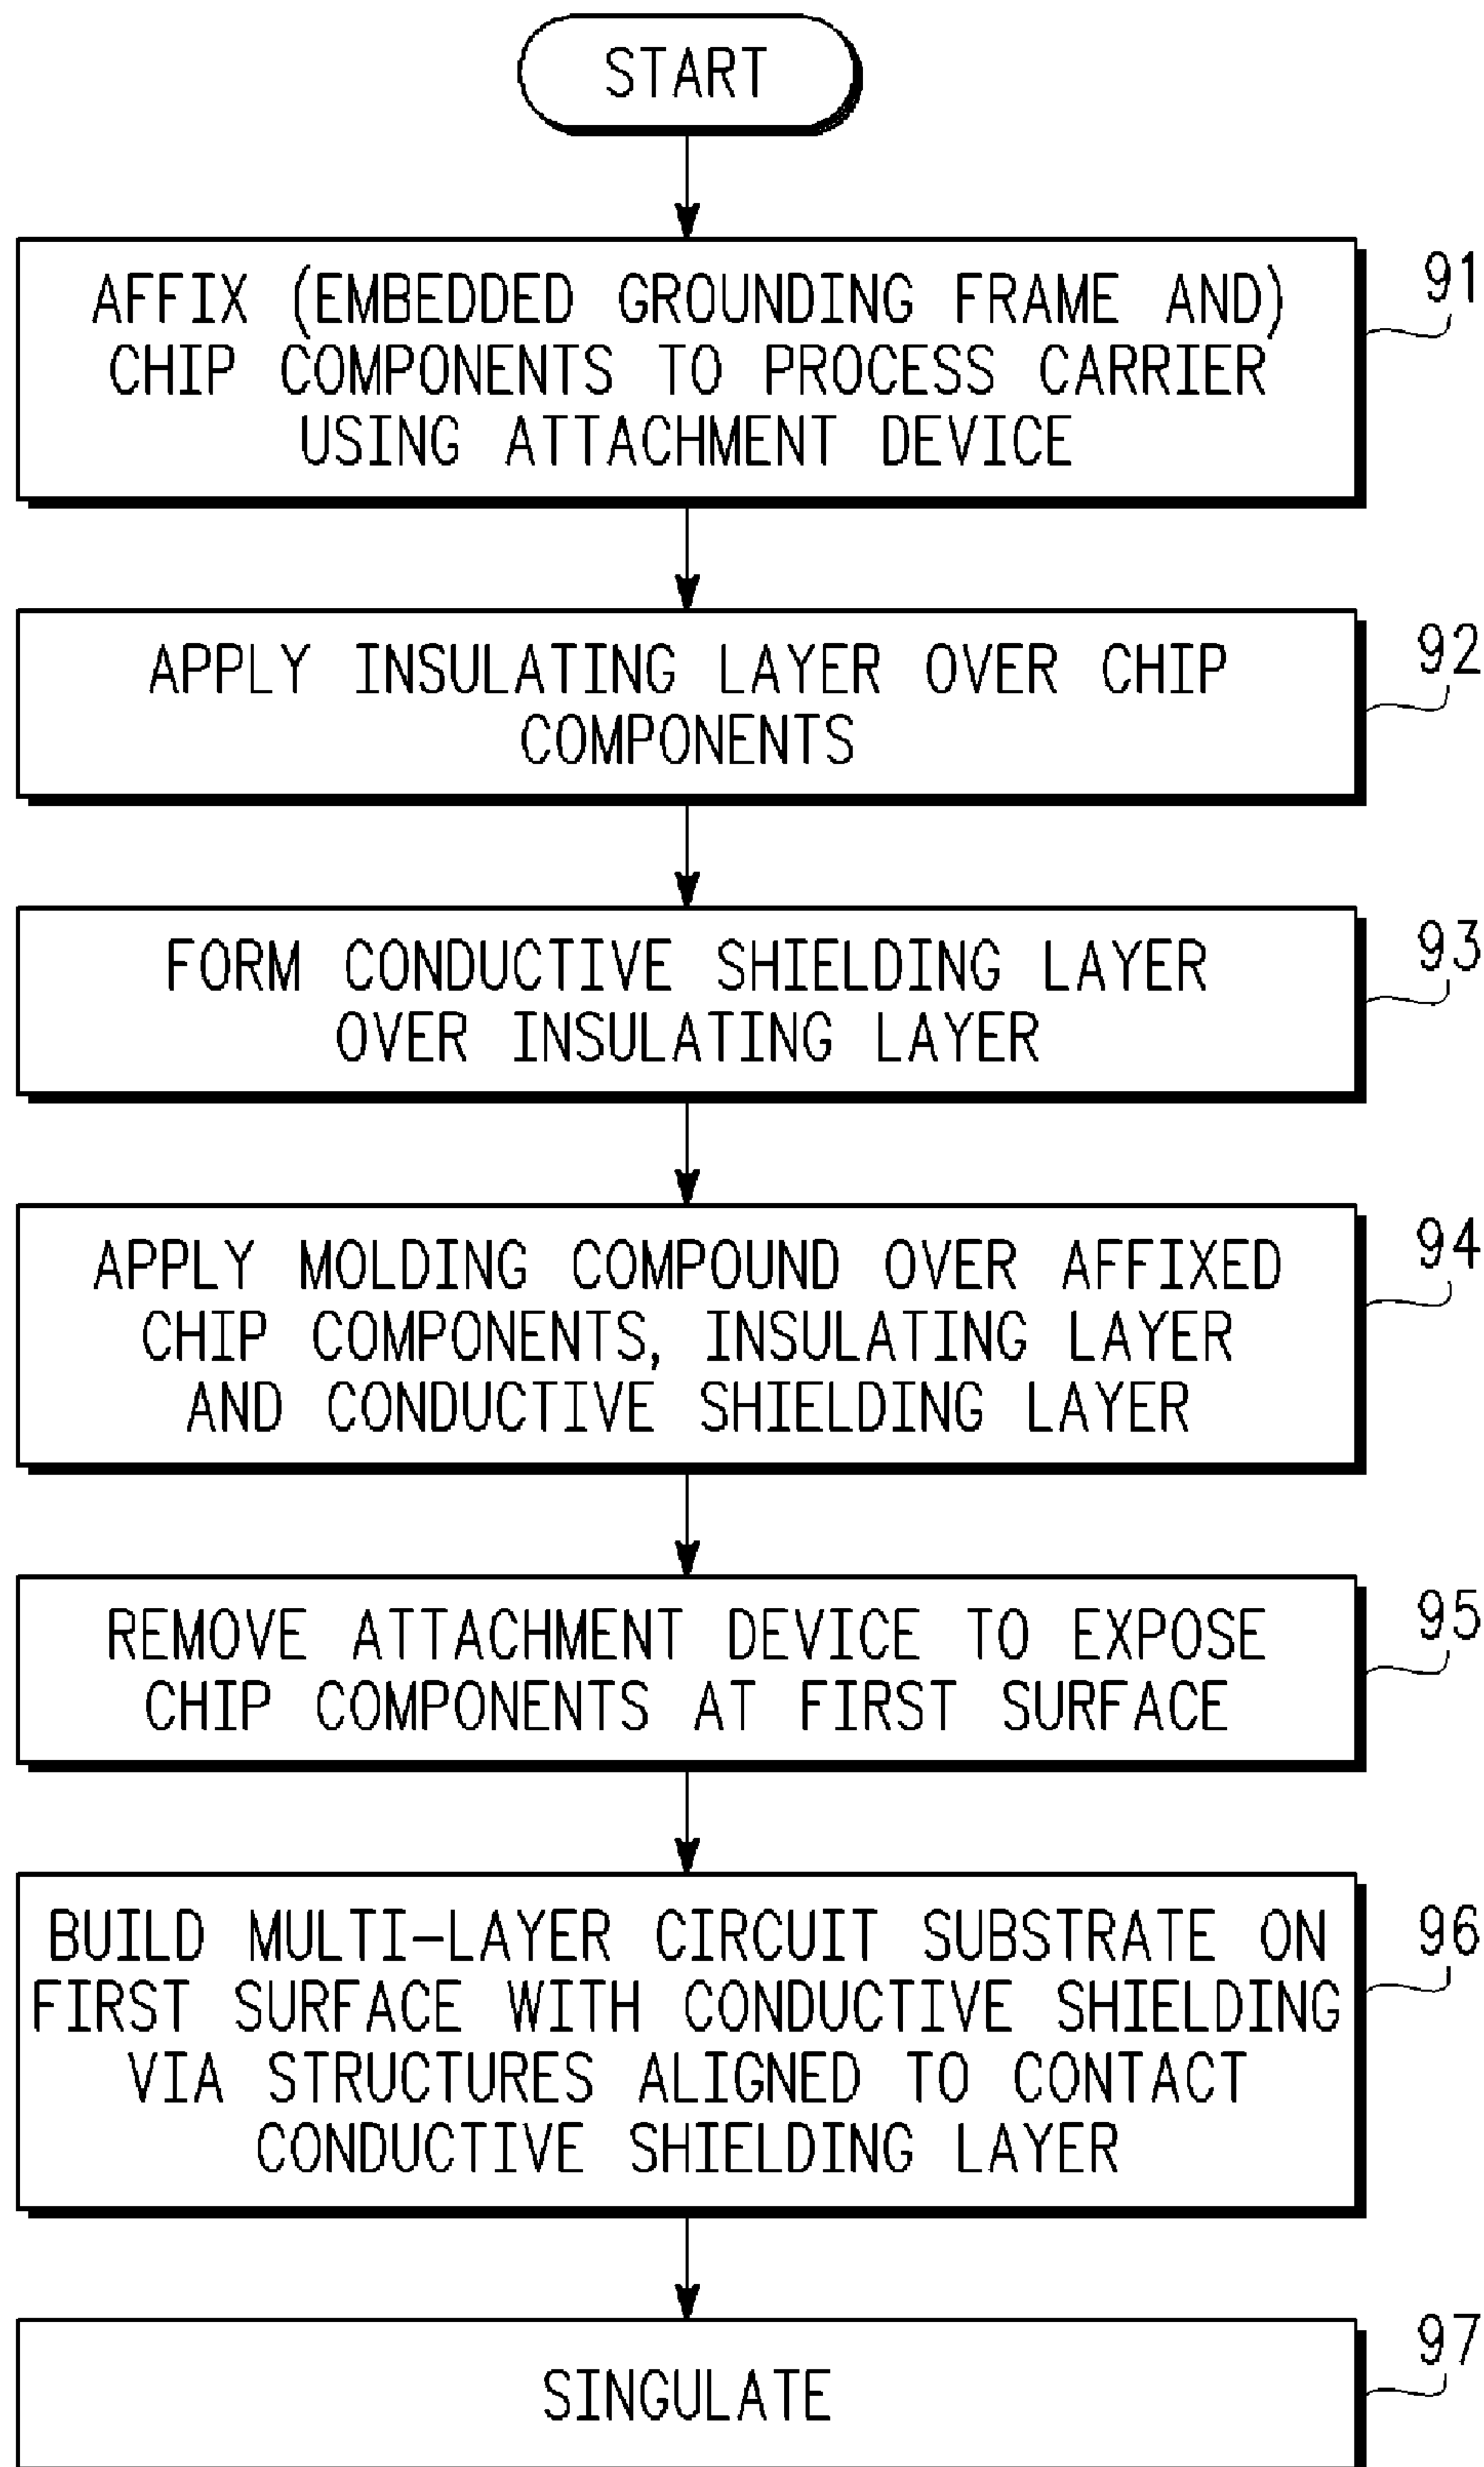 START
AFFIX (EMBEDDED GROUNDING FRAME AND)
CHIP COMPONENTS TO PROCESS CARRIER
USING ATTACHMENT DEVICE
91
APPLY INSULATING LAYER OVER CHIP
COMPONENTS
92
FORM CONDUCTIVE SHIELDING LAYER
OVER INSULATING LAYER
93
APPLY MOLDING COMPOUND OVER AFFIXED
CHIP COMPONENTS, INSULATING LAYER
AND CONDUCTIVE SHIELDING LAYER
94
REMOVE ATTACHMENT DEVICE TO EXPOSE
CHIP COMPONENTS AT FIRST SURFACE
95
BUILD MULTI-LAYER CIRCUIT SUBSTRATE ON
FIRST SURFACE WITH CONDUCTIVE SHIELDING
VIA STRUCTURES ALIGNED TO CONTACT
CONDUCTIVE SHIELDING LAYER
96
SINGULATE
97